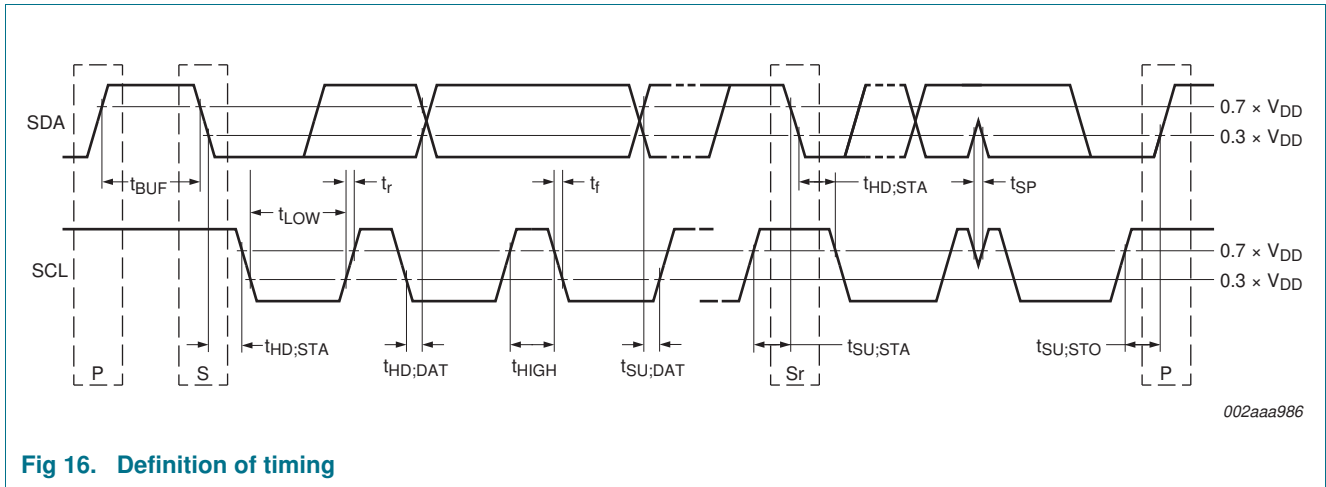 SDA
0.7 × VDD
0.3 × VDD
tBUF
tr
tf
tHD;STA
tSP
tLOW
SCL
0.7 × VDD
0.3 × VDD
tHD;STA
tHD;DAT
tHIGH
tSU;DAT
tSU;STA
tSU;STO
P
S
Sr
P
002aaa986
Fig 16. Definition of timing